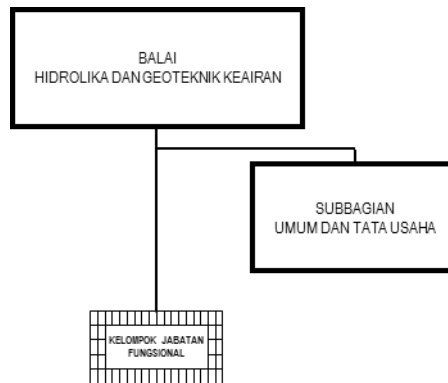 BALAI
HIDROLIKA DAN GEOTEKNIK KEAIRAN
SUBBAGIAN
UMUM DAN TATA USAHA
KELOMPOK JABATAN
FUNGSIONAL